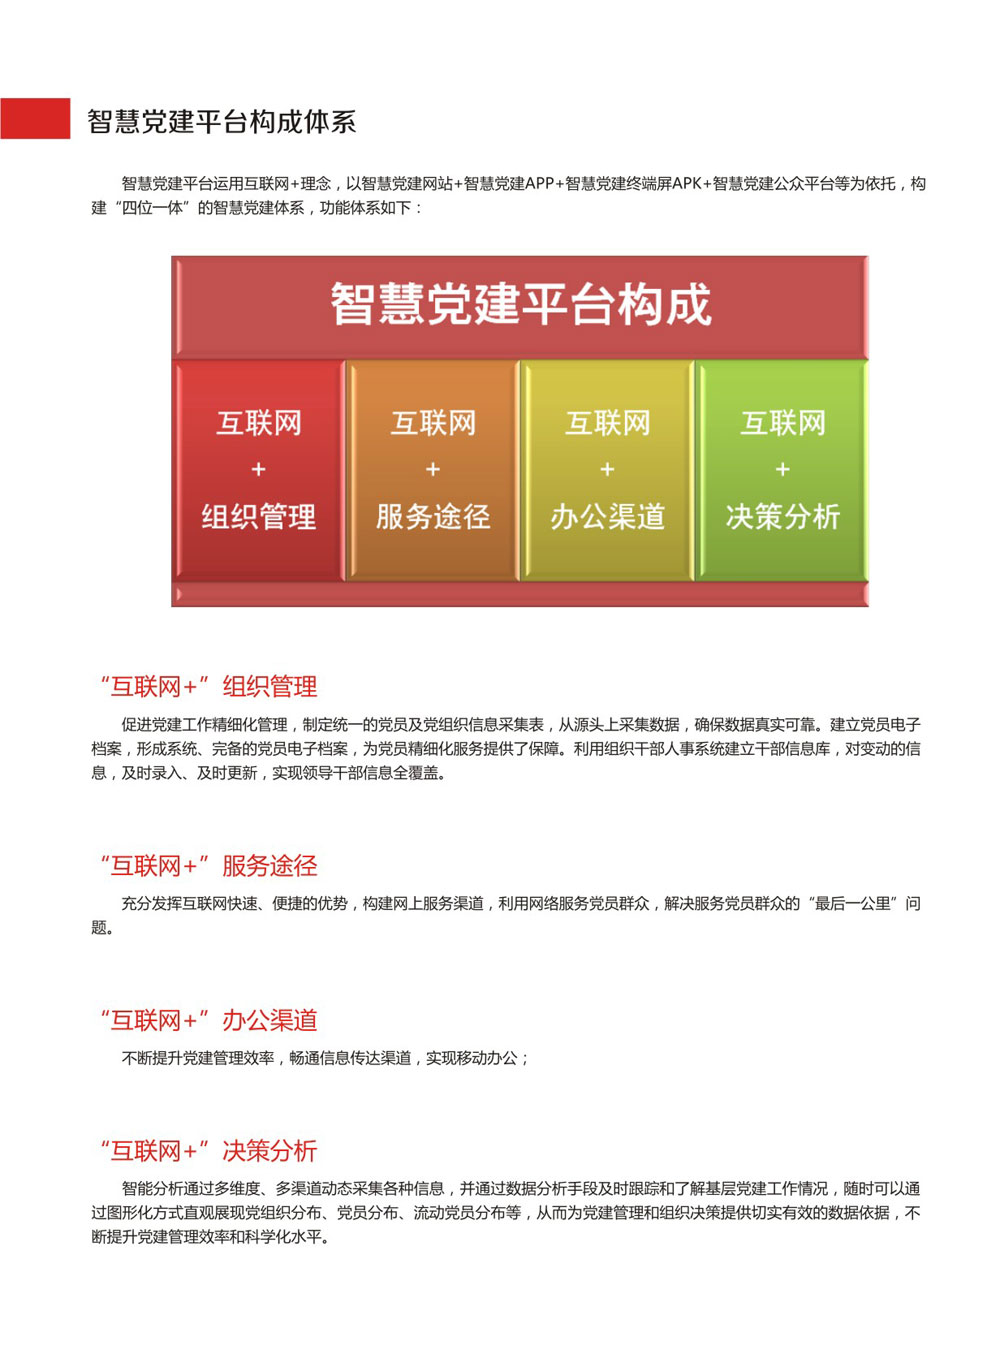 智慧党建平台构成体系
智慧党建平台运用互联网+理念，以智慧党建网站+智慧党建APP+智慧党建终端屏APK+智慧党建公众平台等为依托，构
建“四位一体”的智慧党建体系，功能体系如下：
智慧党建平台构成
互联网
+
组织管理
互联网
+
服务途径
互联网
+
办公渠道
互联网
+
决策分析
“互联网+”组织管理
促进党建工作精细化管理，制定统一的党员及党组织信息采集表，从源头上采集数据，确保数据真实可靠。建立党员电子
档案，形成系统、完备的党员电子档案，为党员精细化服务提供了保障。利用组织干部人事系统建立干部信息库，对变动的信
息，及时录入、及时更新，实现领导干部信息全覆盖。
“互联网+”服务途径
充分发挥互联网快速、便捷的优势，构建网上服务渠道，利用网络服务党员群众，解决服务党员群众的“最后一公里”问
题。
“互联网+”办公渠道
不断提升党建管理效率，畅通信息传达渠道，实现移动办公；
“互联网+”决策分析
智能分析通过多维度、多渠道动态采集各种信息，并通过数据分析手段及时跟踪和了解基层党建工作情况，随时可以通
过图形化方式直观展现党组织分布、党员分布、流动党员分布等，从而为党建管理和组织决策提供切实有效的数据依据，不
断提升党建管理效率和科学化水平。